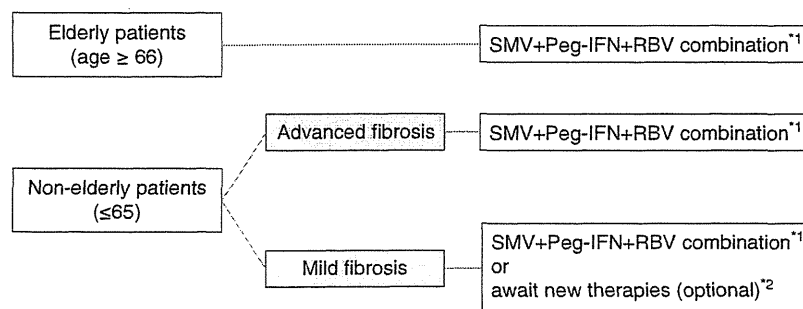 Elderly patients
(age ≥ 66)
SMV+Peg-IFN+RBV combination*1
Advanced fibrosis
SMV+Peg-IFN+RBV combination*1
Non-elderly patients
(≤65)
Mild fibrosis
SMV+Peg-IFN+RBV combination*1
or
await new therapies (optional)*2